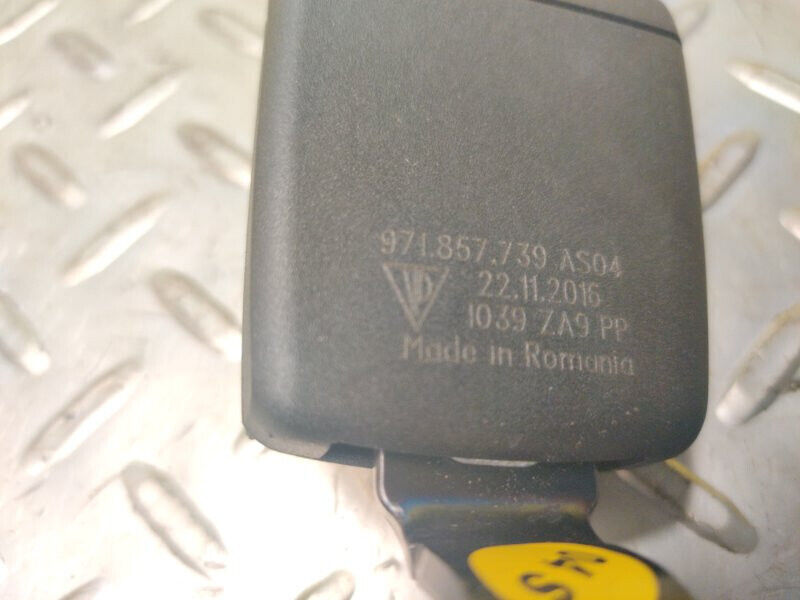 971.857.739 AS04
22.11.2016
1039 ZA9 PP
Made in Romania